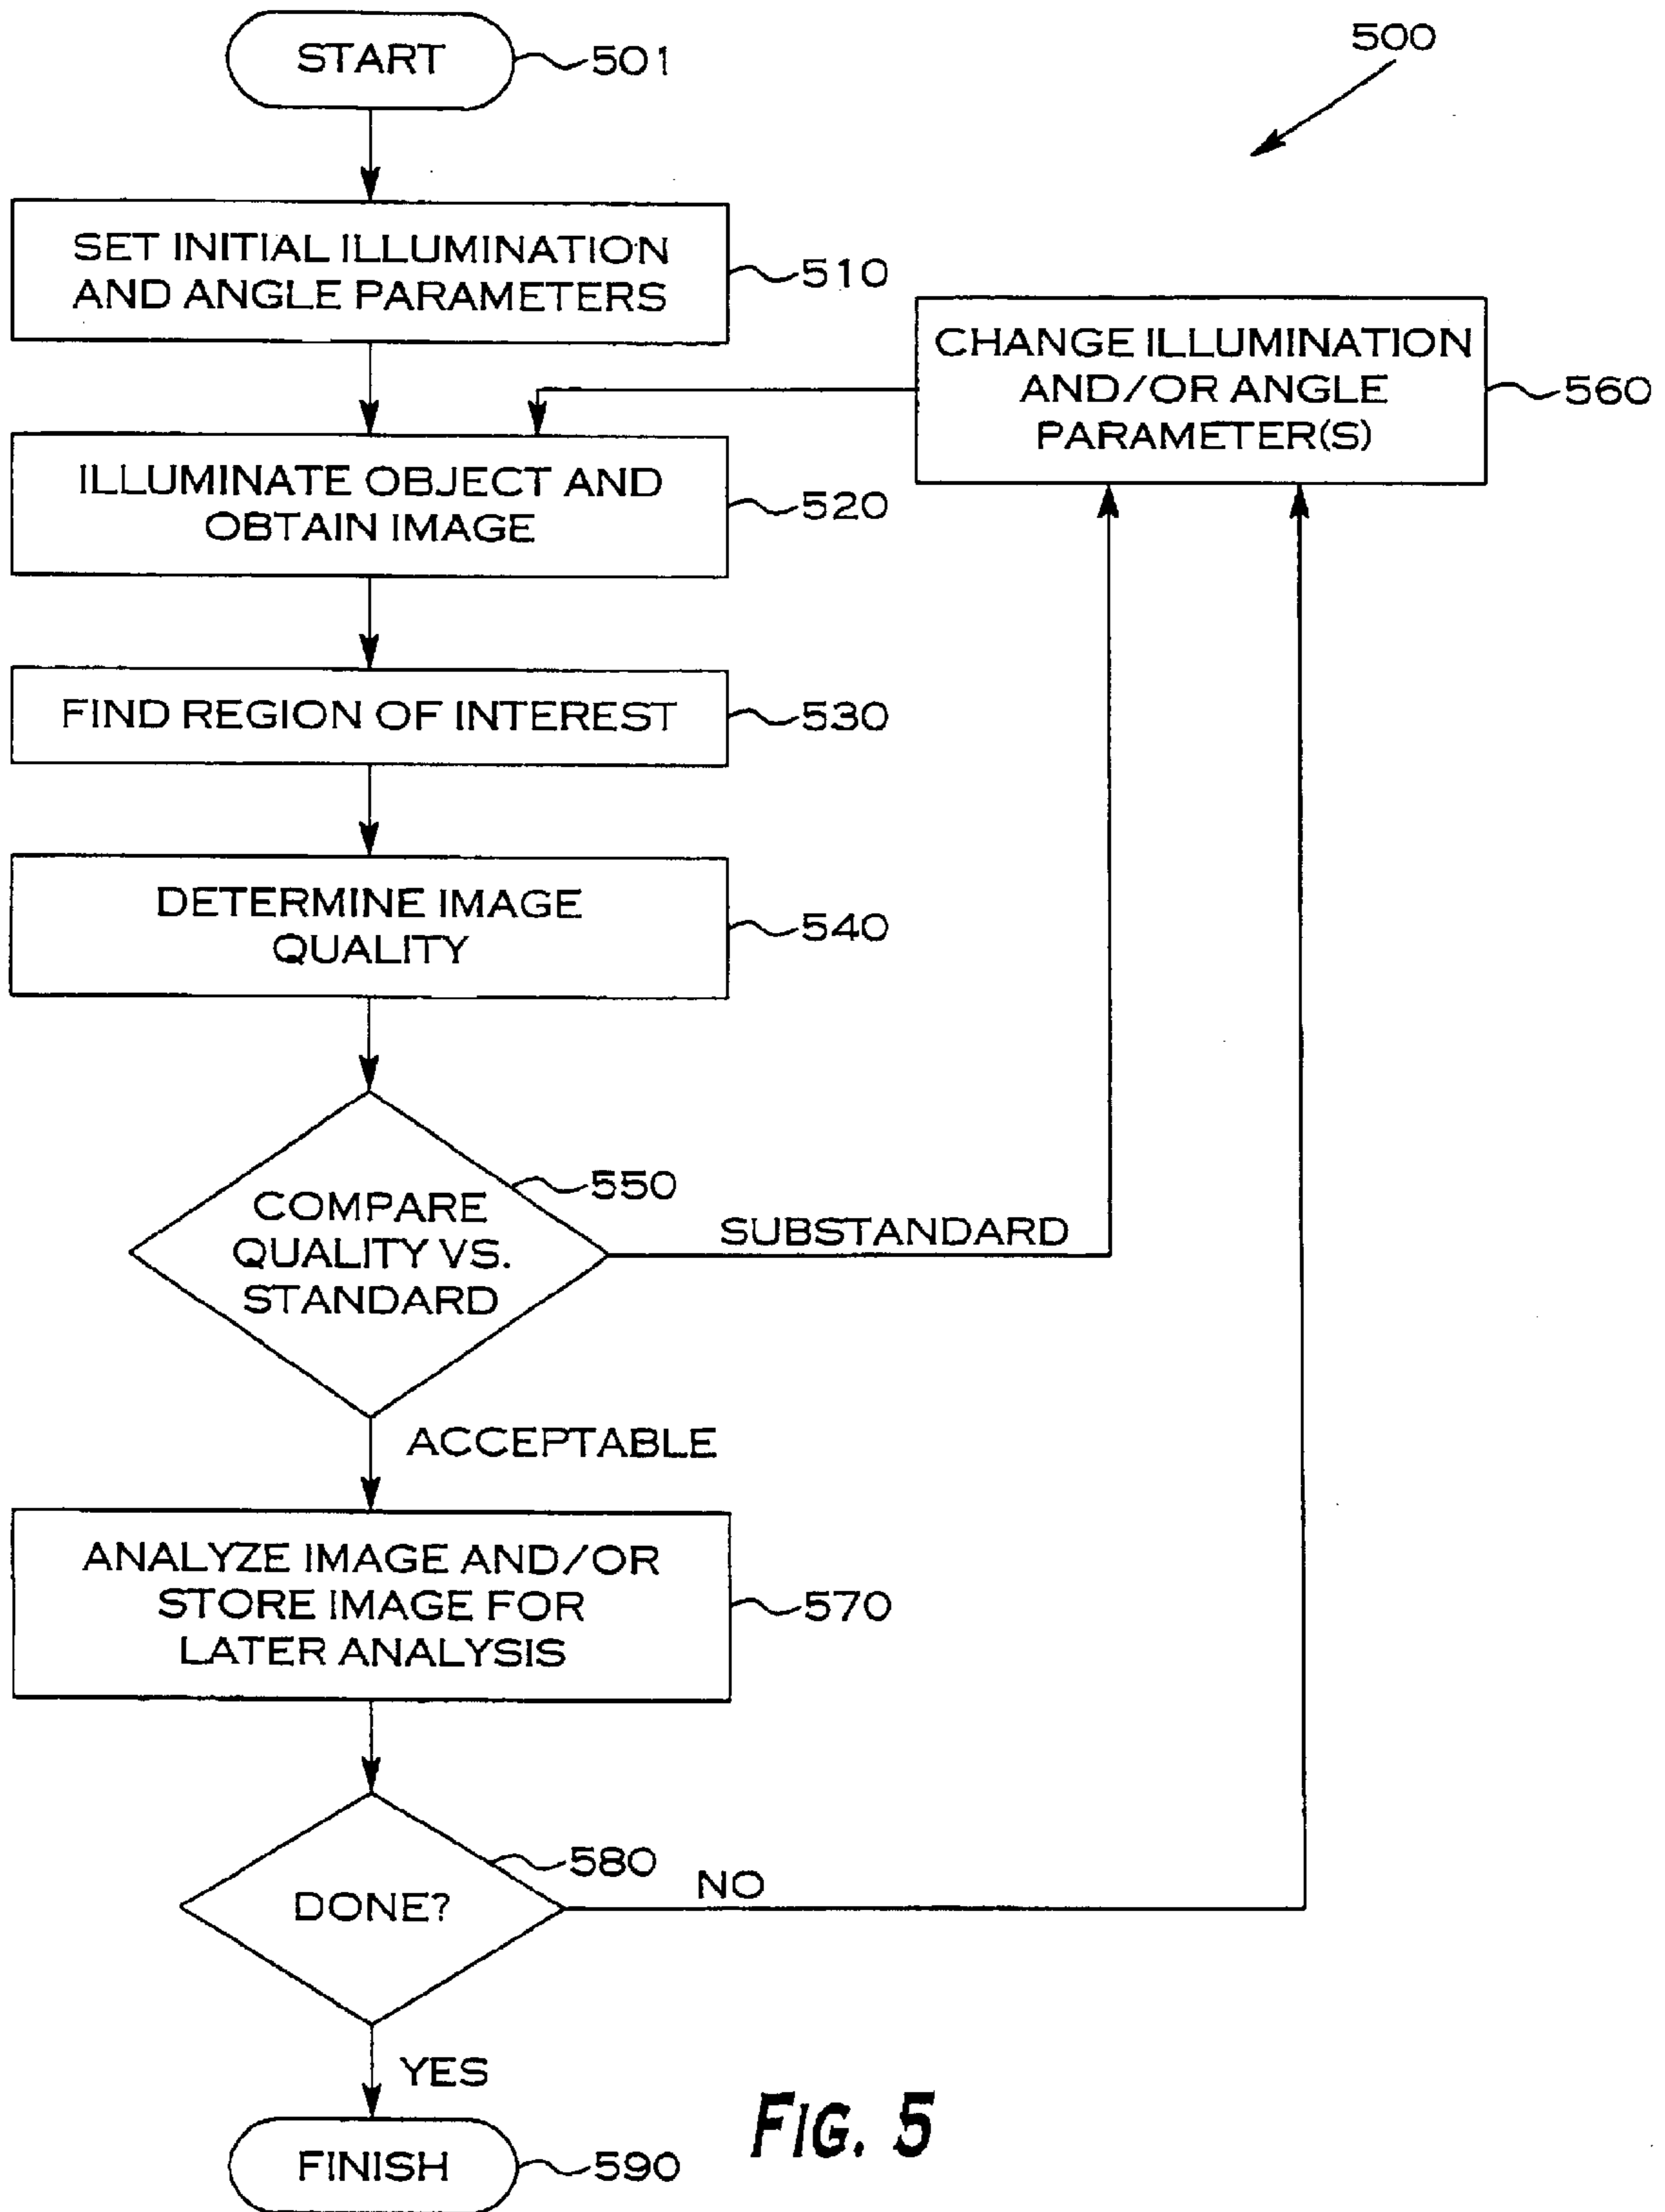 START
501
500
SET INITIAL ILLUMINATION
AND ANGLE PARAMETERS
510
CHANGE ILLUMINATION
AND/OR ANGLE
PARAMETER(S)
560
ILLUMINATE OBJECT AND
OBTAIN IMAGE
520
FIND REGION OF INTEREST
530
DETERMINE IMAGE
QUALITY
540
COMPARE
QUALITY VS.
STANDARD
550
SUBSTANDARD
ACCEPTABLE
ANALYZE IMAGE AND/OR
STORE IMAGE FOR
LATER ANALYSIS
570
DONE?
580
NO
YES
FINISH
590
FIG. 5